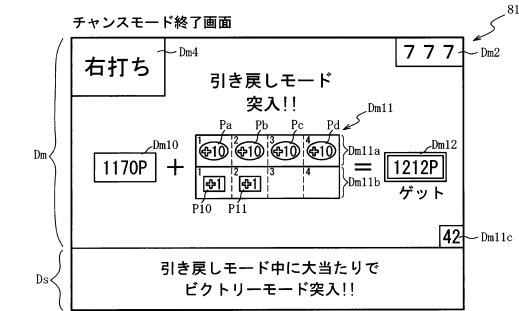 チャンスモード終了画面
81
右打ち
Dm4
7 7 7
Dm2
引き戻しモード
突入!!
Pa
Pb
Pc
Pd
Dm11
Dm
Dm10
1170P
+
1
+10
2
+10
3
+10
4
+10
Dm11a
1
+1
2
+1
3
4
Dm11b
P10
P11
=
Dm12
1212P
ゲット
42
Dm11c
Ds
引き戻しモード中に大当たりで
ビクトリーモード突入!!